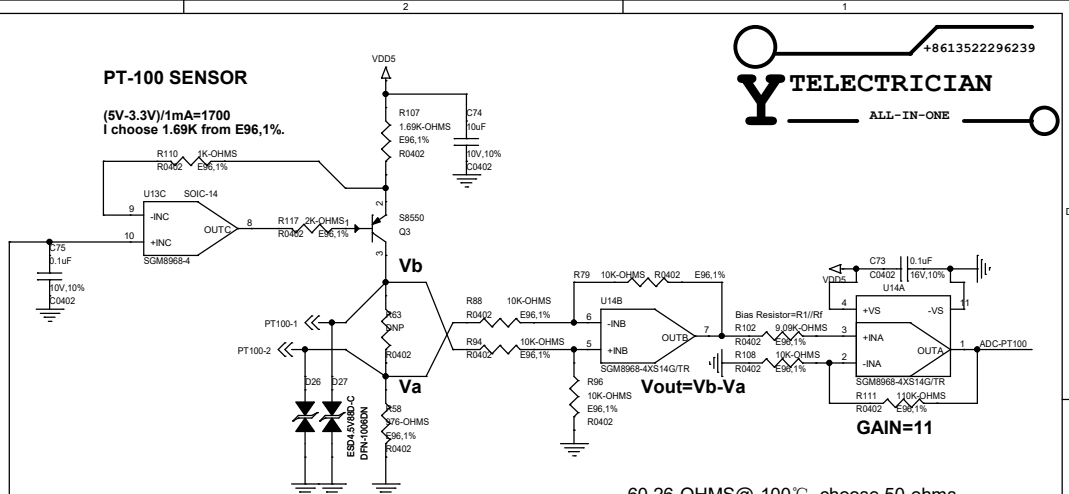 2
1
+8613522296239
Y TELECTRICIAN
ALL-IN-ONE
PT-100 SENSOR
(5V-3.3V)/1mA=1700
I choose 1.69K from E96,1%.
VDD5
R107
1.69K-OHMS
E96,1%
R0402
C74
10uF
10V,10%
C0402
R110 1K-OHMS
R0402 E96,1%
U13C SOIC-14
9 -INC
10 +INC
OUTC 8
SGM8968-4
C75
0.1uF
10V,10%
C0402
R117 2K-OHMS
R0402 E96,1%
1
2
3
S8550
Q3
Vb
R63
DNP
R0402
PT100-1
PT100-2
Va
D26 D27
ESD4.5V88D-C
DFN-1006DN
R58
976-OHMS
E96,1%
R0402
R88 10K-OHMS
R0402 E96,1%
R94 10K-OHMS
R0402 E96,1%
R79 10K-OHMS R0402 E96,1%
U14B
6 -INB
5 +INB
OUTB 7
SGM8968-4XS14G/TR
R96
10K-OHMS
E96,1%
R0402
Vout=Vb-Va
Bias Resistor=R1//Rf
R102 9.09K-OHMS
R0402 E96,1%
R108 10K-OHMS
R0402 E96,1%
C73 0.1uF
C0402 16V,10%
VDD5
U14A
4 +VS
-VS 11
3 +INA
2 -INA
OUTA 1
ADC-PT100
SGM8968-4XS14G/TR
R111 110K-OHMS
R0402 E96,1%
GAIN=11
D